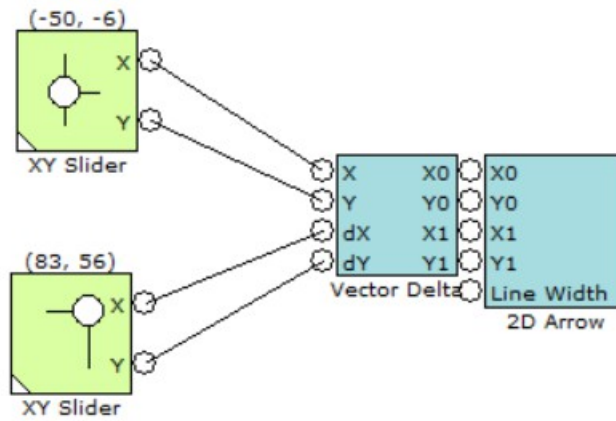 (-50, -6)
X
Y
XY Slider
(83, 56)
X
Y
XY Slider
X X0
Y Y0
dX X1
dY Y1
Vector Delta
X0
Y0
X1
Y1
Line Width
2D Arrow